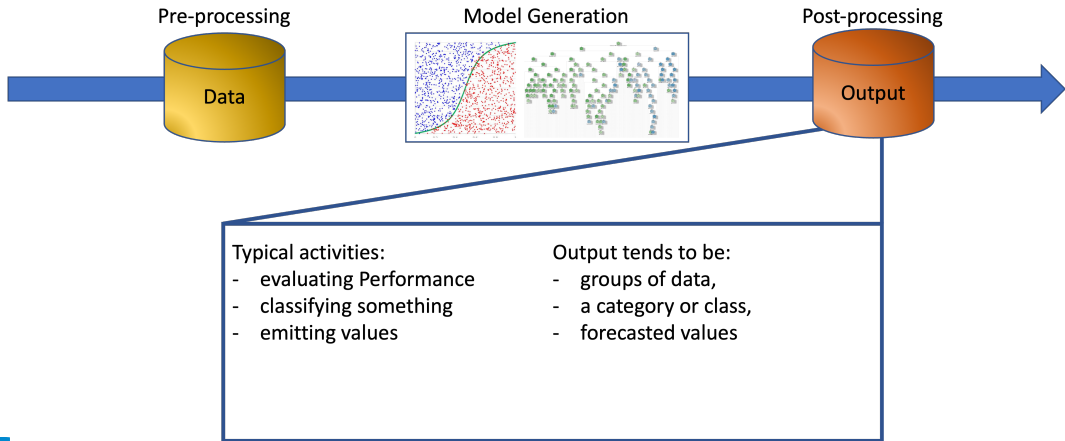 Pre-processing
Model Generation
Post-processing
Data
Output
Typical activities:
- evaluating Performance
- classifying something
- emitting values
Output tends to be:
- groups of data,
- a category or class,
- forecasted values